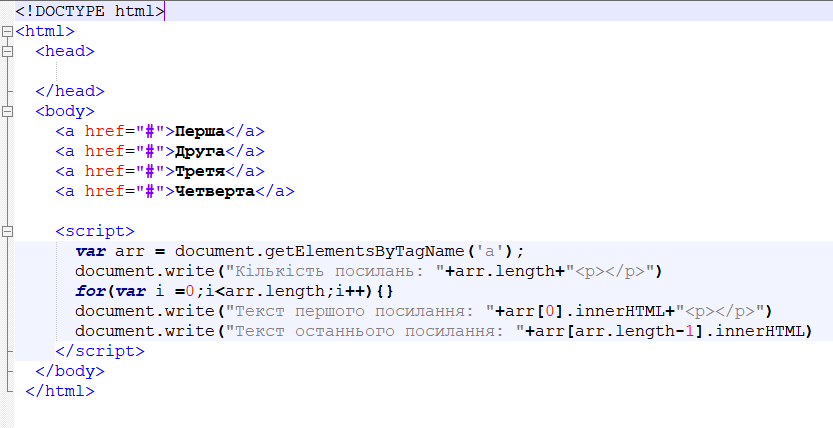 <!DOCTYPE html>
<html>
<head>
</head>
<body>
<a href="#">Перша</a>
<a href="#">Друга</a>
<a href="#">Третя</a>
<a href="#">Четверта</a>
<script>
var arr = document.getElementsByTagName('a');
document.write("Кількість посилань: "+arr.length+"<p></p>")
for(var i =0;i<arr.length;i++){}
document.write("Текст першого посилання: "+arr[0].innerHTML+"<p></p>")
document.write("Текст останнього посилання: "+arr[arr.length-1].innerHTML)
</script>
</body>
</html>